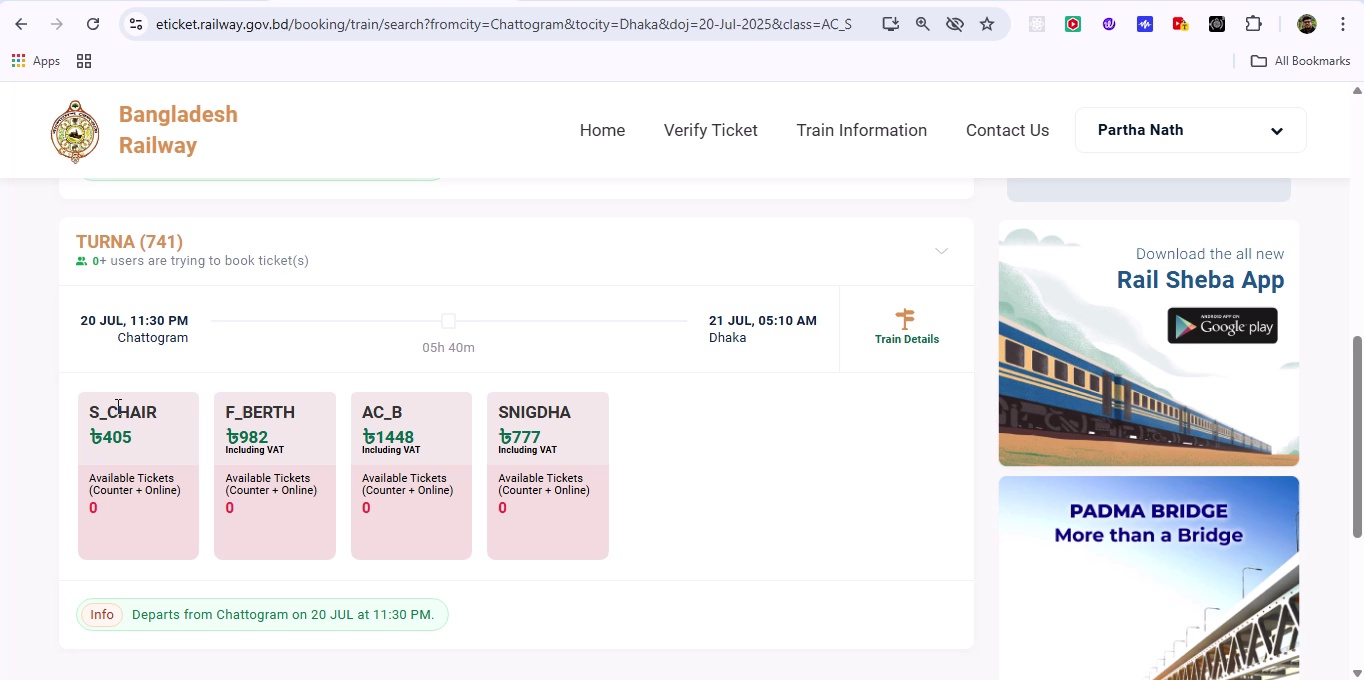 eticket.railway.gov.bd/booking/train/search?fromcity=Chattogram&tocity=Dhaka&doj=20-Jul-2025&class=AC_S
Apps
All Bookmarks
Bangladesh
Railway
Home
Verify Ticket
Train Information
Contact Us
Partha Nath
TURNA (741)
0+ users are trying to book ticket(s)
20 JUL, 11:30 PM
Chattogram
05h 40m
21 JUL, 05:10 AM
Dhaka
Train Details
S_CHAIR
৳405
Available Tickets
(Counter + Online)
0
F_BERTH
৳982
Including VAT
Available Tickets
(Counter + Online)
0
AC_B
৳1448
Including VAT
Available Tickets
(Counter + Online)
0
SNIGDHA
৳777
Including VAT
Available Tickets
(Counter + Online)
0
Info
Departs from Chattogram on 20 JUL at 11:30 PM.
Download the all new
Rail Sheba App
ANDROID APP ON
Google play
PADMA BRIDGE
More than a Bridge